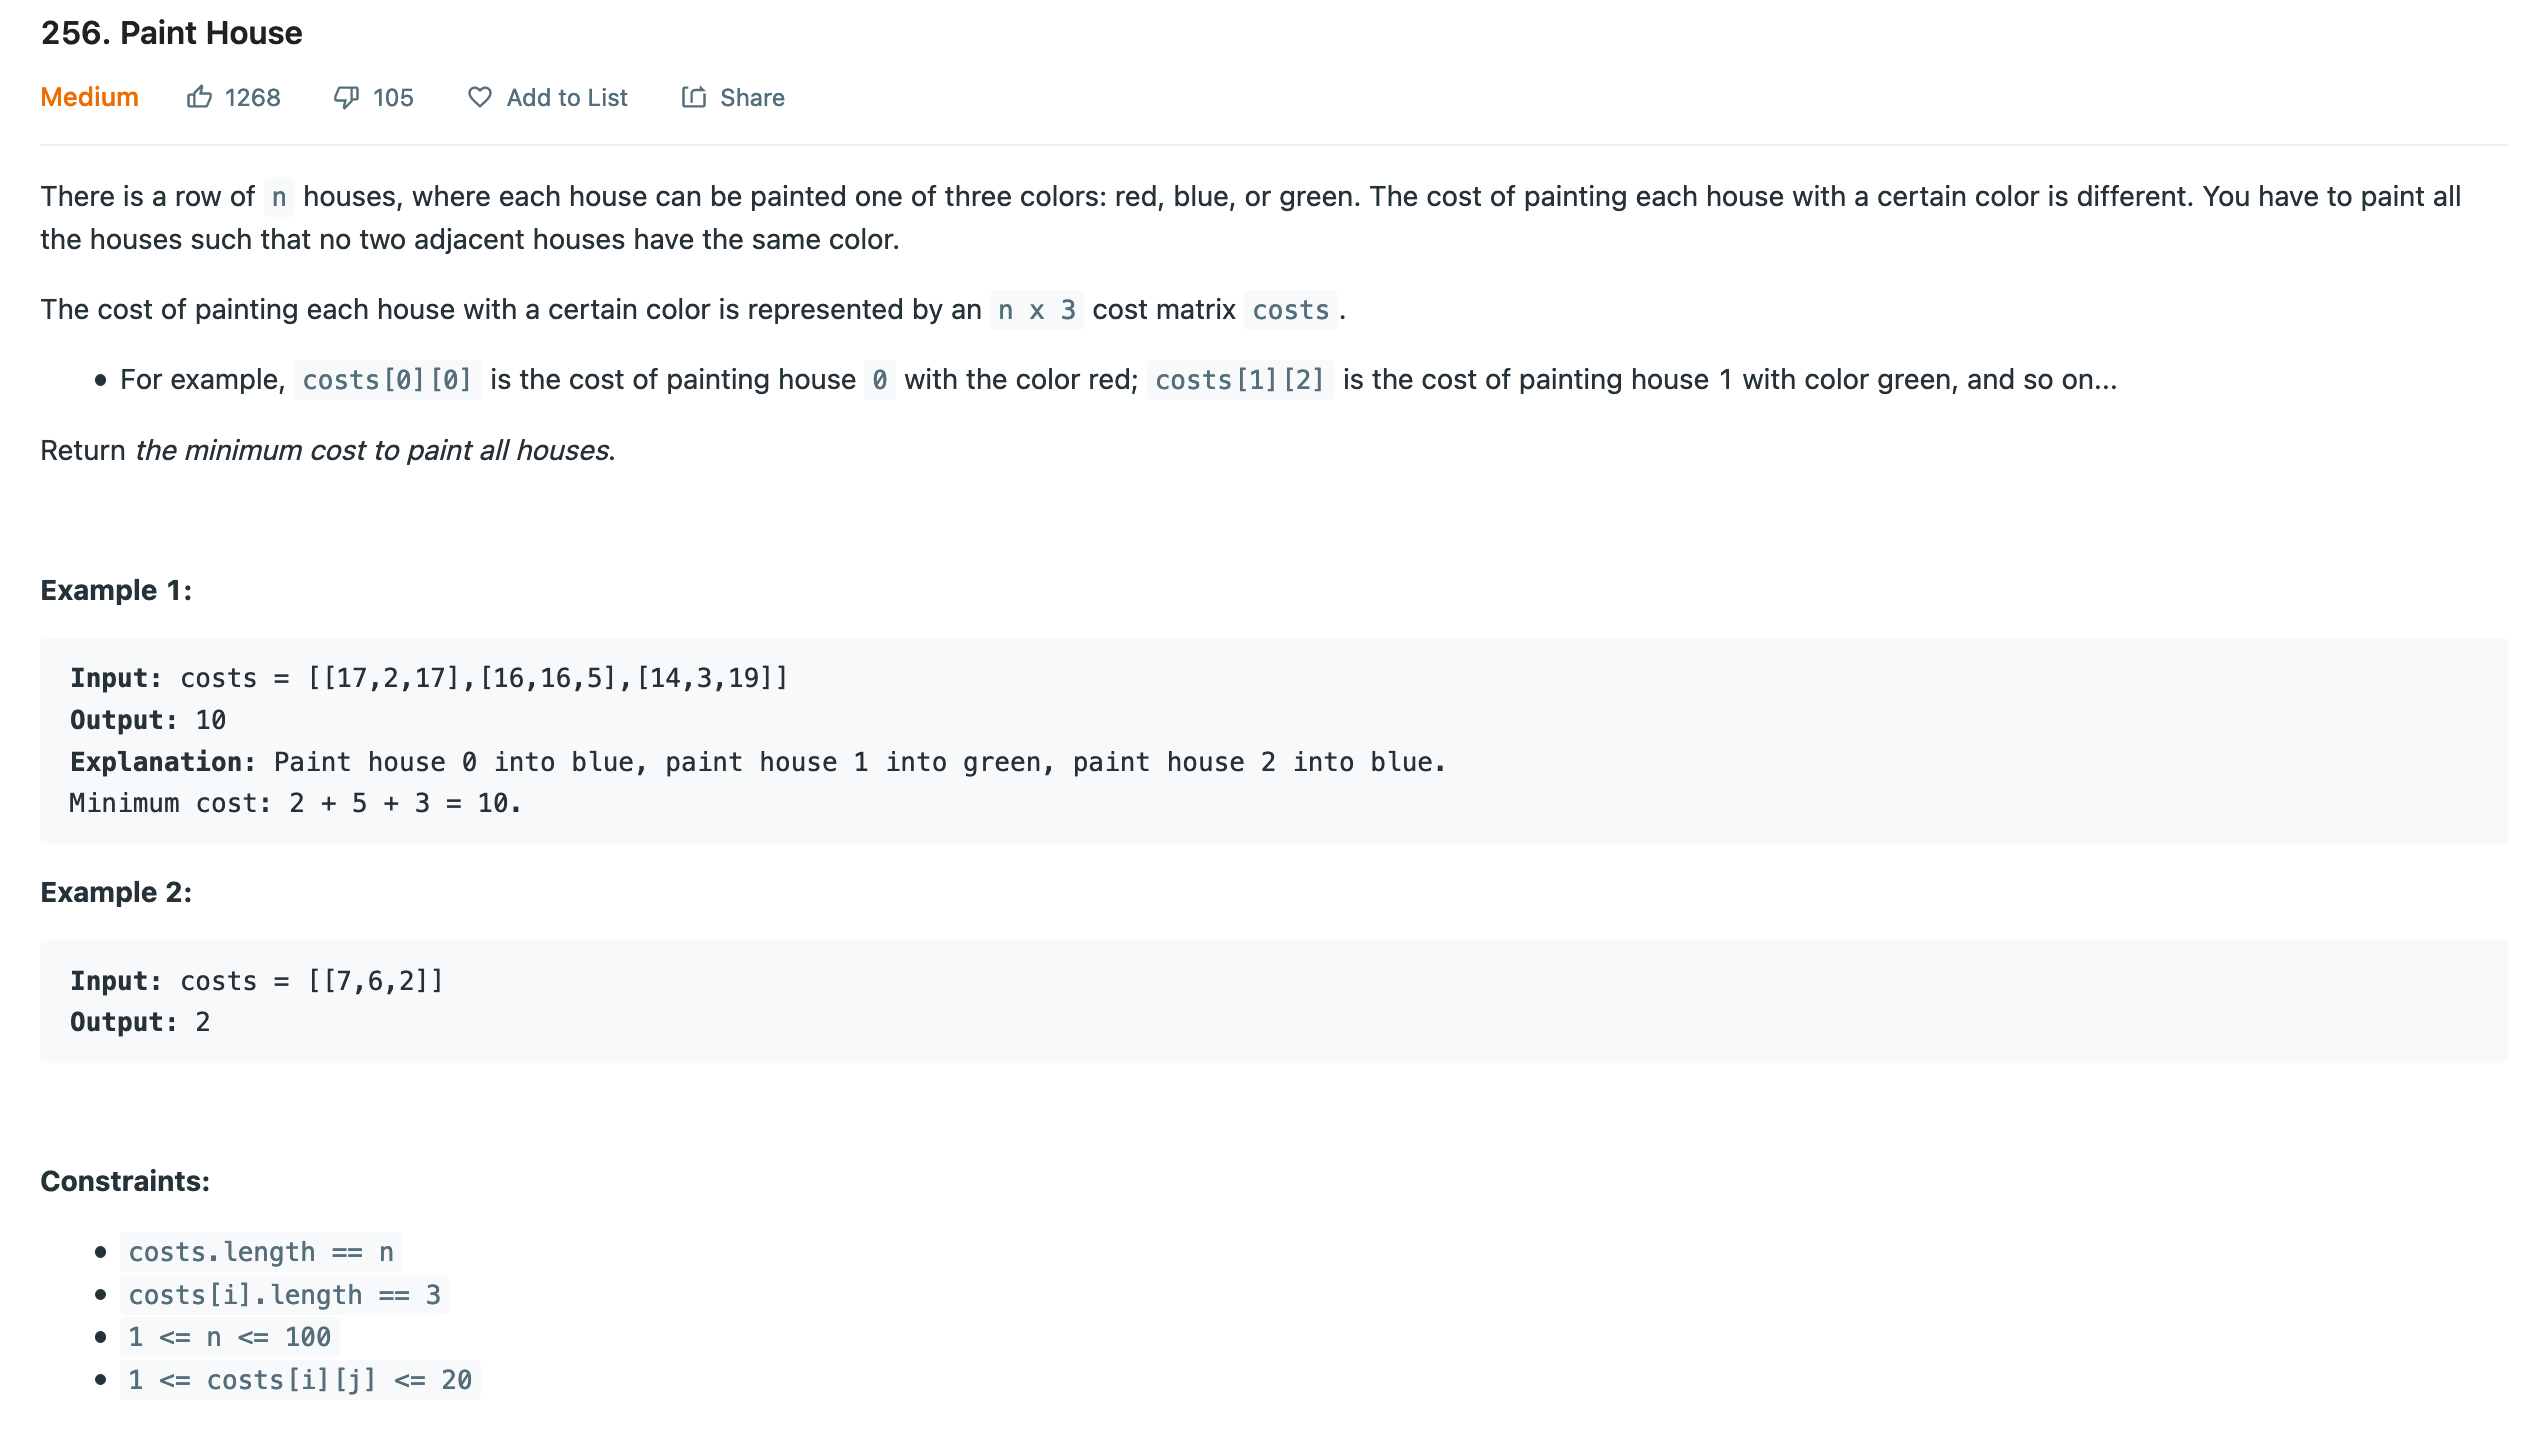 256. Paint House
Medium 1268 105 Add to List Share
There is a row of n houses, where each house can be painted one of three colors: red, blue, or green. The cost of painting each house with a certain color is different. You have to paint all
the houses such that no two adjacent houses have the same color.
The cost of painting each house with a certain color is represented by an n x 3 cost matrix costs.
• For example, costs[0][0] is the cost of painting house 0 with the color red; costs[1][2] is the cost of painting house 1 with color green, and so on...
Return the minimum cost to paint all houses.
Example 1:
Input: costs = [[17,2,17],[16,16,5],[14,3,19]]
Output: 10
Explanation: Paint house 0 into blue, paint house 1 into green, paint house 2 into blue.
Minimum cost: 2 + 5 + 3 = 10.
Example 2:
Input: costs = [[7,6,2]]
Output: 2
Constraints:
• costs.length == n
• costs[i].length == 3
• 1 <= n <= 100
• 1 <= costs[i][j] <= 20